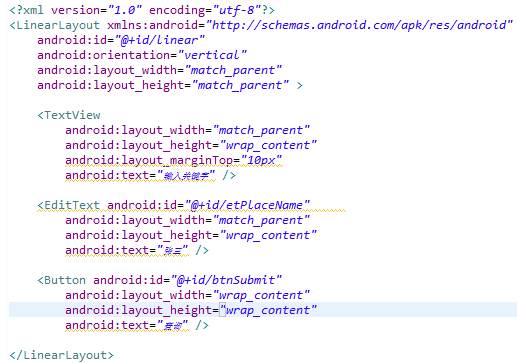 <?xml version="1.0" encoding="utf-8"?>
<LinearLayout xmlns:android="http://schemas.android.com/apk/res/android"
android:id="@+id/linear"
android:orientation="vertical"
android:layout_width="match_parent"
android:layout_height="match_parent" >
<TextView
android:layout_width="match_parent"
android:layout_height="wrap_content"
android:layout_marginTop="10px"
android:text="输入关键字" />
<EditText android:id="@+id/etPlaceName"
android:layout_width="match_parent"
android:layout_height="wrap_content"
android:text="张三" />
<Button android:id="@+id/btnSubmit"
android:layout_width="wrap_content"
android:layout_height="wrap_content"
android:text="查询" />
</LinearLayout>